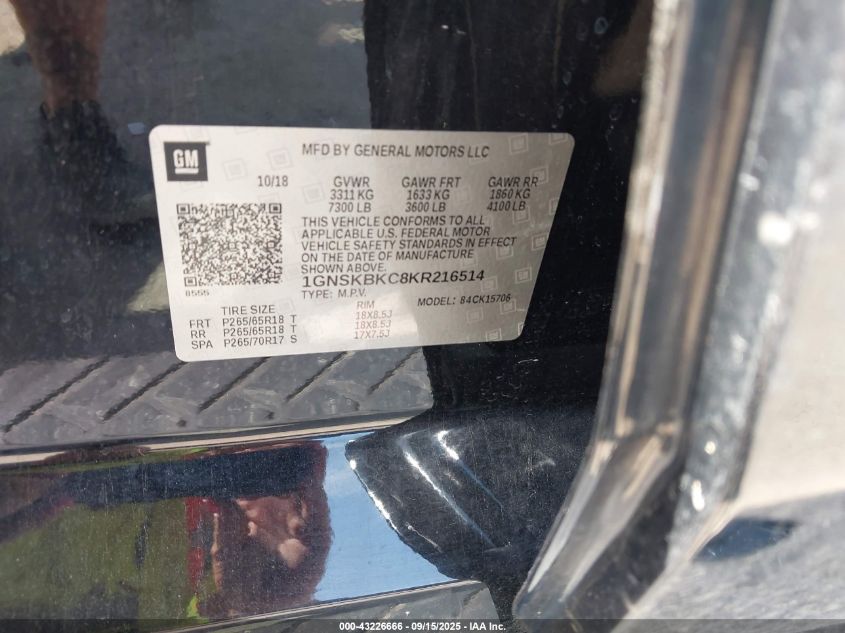 GM
MFD BY GENERAL MOTORS LLC
10/18 GVWR GAWR FRT GAWR RR
3311 KG 1633 KG 1860 KG
7300 LB 3600 LB 4100 LB
THIS VEHICLE CONFORMS TO ALL
APPLICABLE U.S. FEDERAL MOTOR
VEHICLE SAFETY STANDARDS IN EFFECT
ON THE DATE OF MANUFACTURE
SHOWN ABOVE.
1GNSKBKC8KR216514
8555
TYPE: M.P.V. MODEL: 84CK15706
TIRE SIZE RIM
FRT P265/65R18 T 18X8.5J
RR P265/65R18 T 18X8.5J
SPA P265/70R17 S 17X7.5J
000-43226666 - 09/15/2025 - IAA Inc.